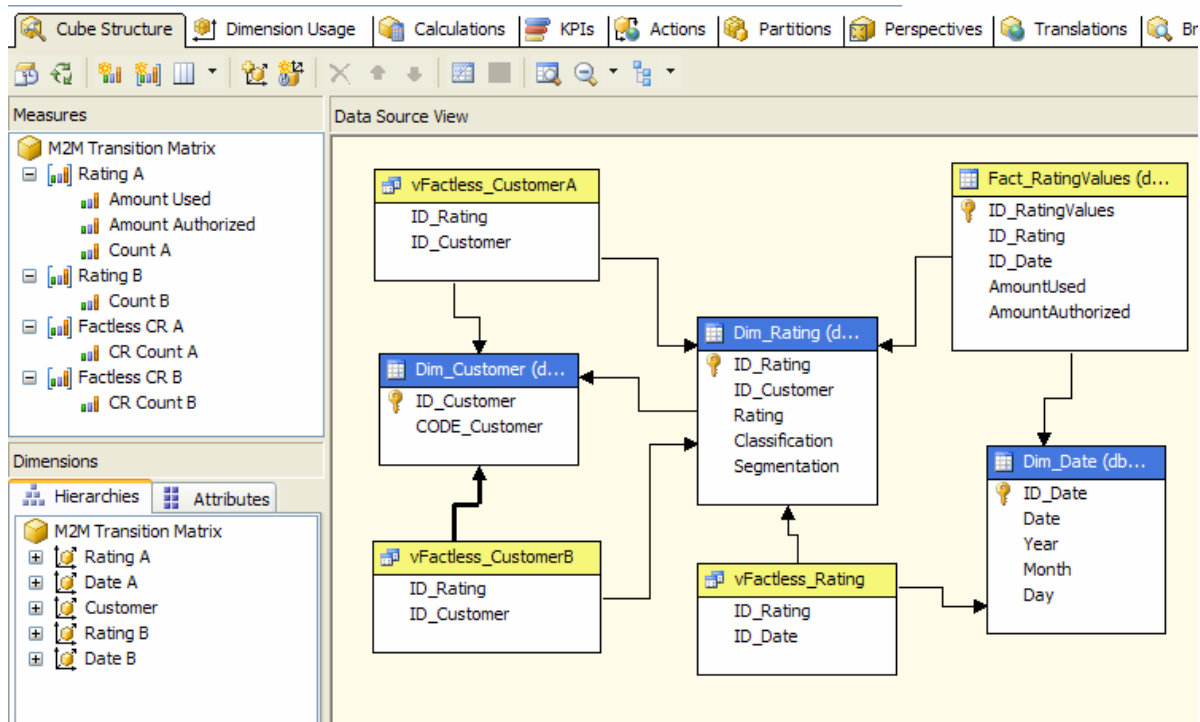 Cube Structure Dimension Usage Calculations KPIs Actions Partitions Perspectives Translations Br
Measures
M2M Transition Matrix
Rating A
Amount Used
Amount Authorized
Count A
Rating B
Count B
Factless CR A
CR Count A
Factless CR B
CR Count B
Dimensions
Hierarchies Attributes
M2M Transition Matrix
Rating A
Date A
Customer
Rating B
Date B
Data Source View
vFactless_CustomerA
ID_Rating
ID_Customer
Fact_RatingValues (d...
ID_RatingValues
ID_Rating
ID_Date
AmountUsed
AmountAuthorized
Dim_Customer (d...
ID_Customer
CODE_Customer
Dim_Rating (d...
ID_Rating
ID_Customer
Rating
Classification
Segmentation
Dim_Date (db...
ID_Date
Date
Year
Month
Day
vFactless_CustomerB
ID_Rating
ID_Customer
vFactless_Rating
ID_Rating
ID_Date